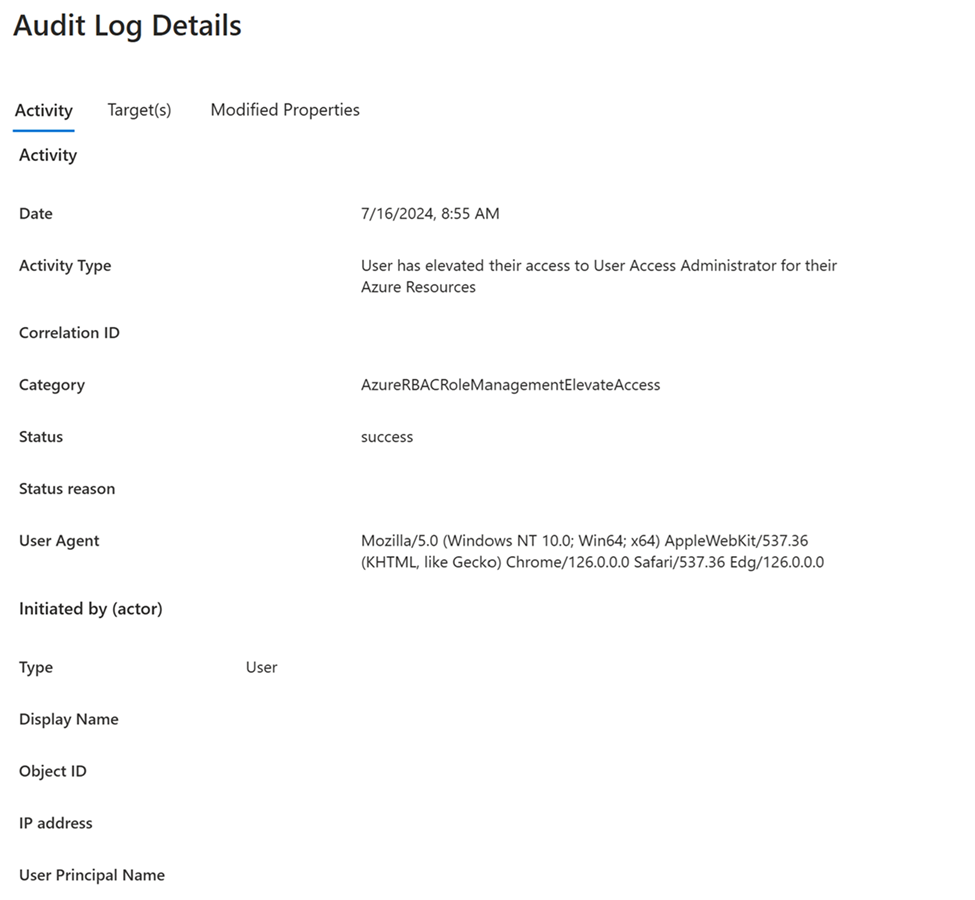 Audit Log Details
Activity Target(s) Modified Properties
Activity
Date 7/16/2024, 8:55 AM
Activity Type User has elevated their access to User Access Administrator for their
Azure Resources
Correlation ID
Category AzureRBACRoleManagementElevateAccess
Status success
Status reason
User Agent Mozilla/5.0 (Windows NT 10.0; Win64; x64) AppleWebKit/537.36
(KHTML, like Gecko) Chrome/126.0.0.0 Safari/537.36 Edg/126.0.0.0
Initiated by (actor)
Type User
Display Name
Object ID
IP address
User Principal Name